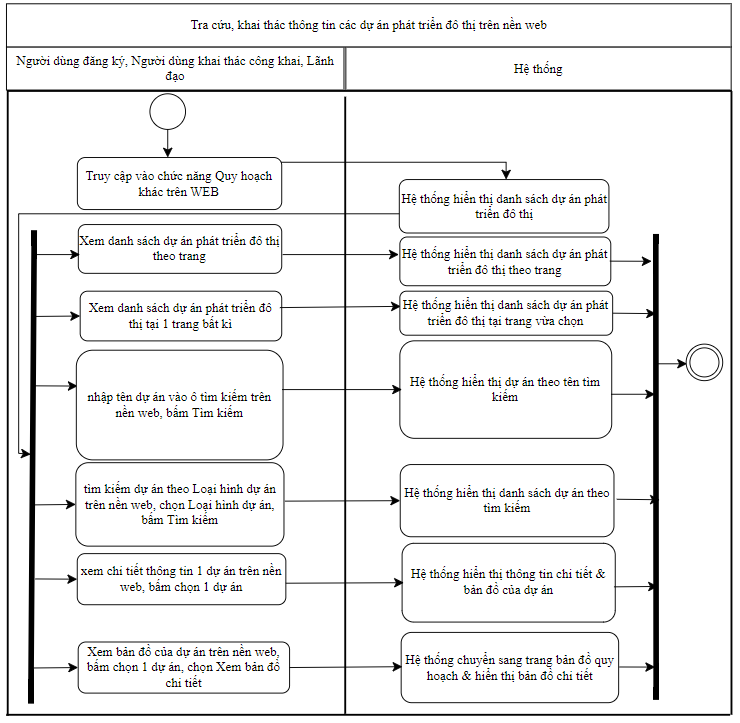 Tra cứu, khai thác thông tin các dự án phát triển đô thị trên nền web
Người dùng đăng ký, Người dùng khai thác công khai, Lãnh
đạo
Hệ thống
Truy cập vào chức năng Quy hoạch
khác trên WEB
Hệ thống hiển thị danh sách dự án phát
triển đô thị
Xem danh sách dự án phát triển đô thị
theo trang
Hệ thống hiển thị danh sách dự án phát
triển đô thị theo trang
Xem danh sách dự án phát triển đô
thị tại 1 trang bất kì
Hệ thống hiển thị danh sách dự án phát
triển đô thị tại trang vừa chọn
nhập tên dự án vào ô tìm kiếm trên
nền web, bấm Tìm kiếm
Hệ thống hiển thị dự án theo tên tìm
kiếm
tìm kiếm dự án theo Loại hình dự án
trên nền web, chọn Loại hình dự án,
bấm Tìm kiếm
Hệ thống hiển thị danh sách dự án theo
tìm kiếm
xem chi tiết thông tin 1 dự án trên nền
web, bấm chọn 1 dự án
Hệ thống hiển thị thông tin chi tiết &
bản đồ của dự án
Xem bản đồ của dự án trên nền web,
bấm chọn 1 dự án, chọn Xem bản đồ
chi tiết
Hệ thống chuyển sang trang bản đồ quy
hoạch & hiển thị bản đồ chi tiết